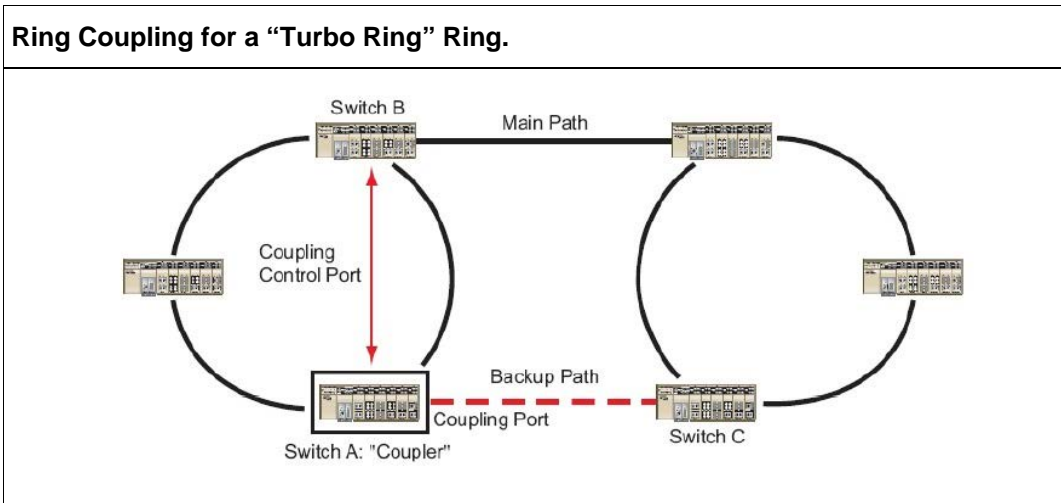 Ring Coupling for a “Turbo Ring” Ring.
Switch B
Main Path
Coupling
Control Port
Backup Path
Coupling Port
Switch A: "Coupler"
Switch C